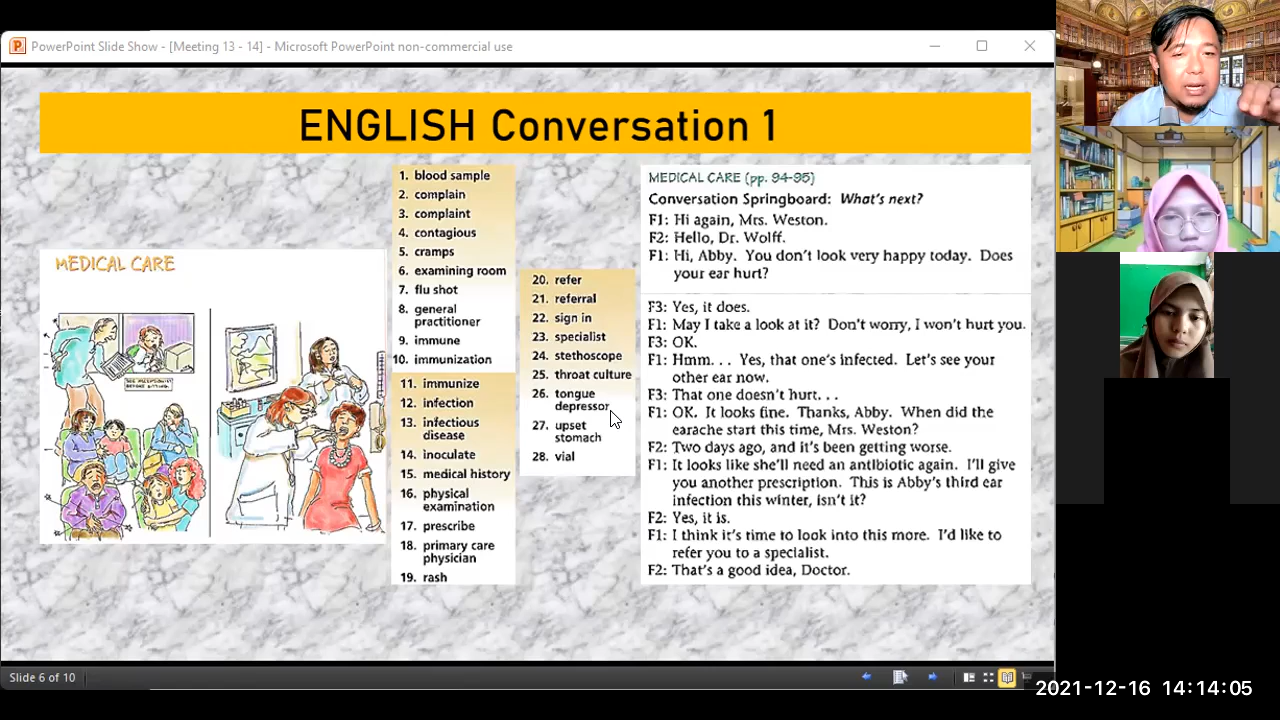 PowerPoint Slide Show - [Meeting 13 - 14] - Microsoft PowerPoint non-commercial use
ENGLISH Conversation 1
MEDICAL CARE
SEE RECEPTIONIST
BEFORE SITTING.
1. blood sample
2. complain
3. complaint
4. contagious
5. cramps
6. examining room
7. flu shot
8. general
practitioner
9. immune
10. immunization
11. immunize
12. infection
13. infectious
disease
14. inoculate
15. medical history
16. physical
examination
17. prescribe
18. primary care
physician
19. rash
20. refer
21. referral
22. sign in
23. specialist
24. stethoscope
25. throat culture
26. tongue
depressor
27. upset
stomach
28. vial
MEDICAL CARE (pp. 94-95)
Conversation Springboard: What's next?
F1: Hi again, Mrs. Weston.
F2: Hello, Dr. Wolff.
F1: Hi, Abby. You don't look very happy today. Does
your ear hurt?
F3: Yes, it does.
F1: May I take a look at it? Don't worry, I won't hurt you.
F3: OK.
F1: Hmm. . . Yes, that one's infected. Let's see your
other ear now.
F3: That one doesn't hurt. . .
F1: OK. It looks fine. Thanks, Abby. When did the
earache start this time, Mrs. Weston?
F2: Two days ago, and it's been getting worse.
F1: It looks like she'll need an antibiotic again. I'll give
you another prescription. This is Abby's third ear
infection this winter, isn't it?
F2: Yes, it is.
F1: I think it's time to look into this more. I'd like to
refer you to a specialist.
F2: That's a good idea, Doctor.
Slide 6 of 10
2021-12-16 14:14:05